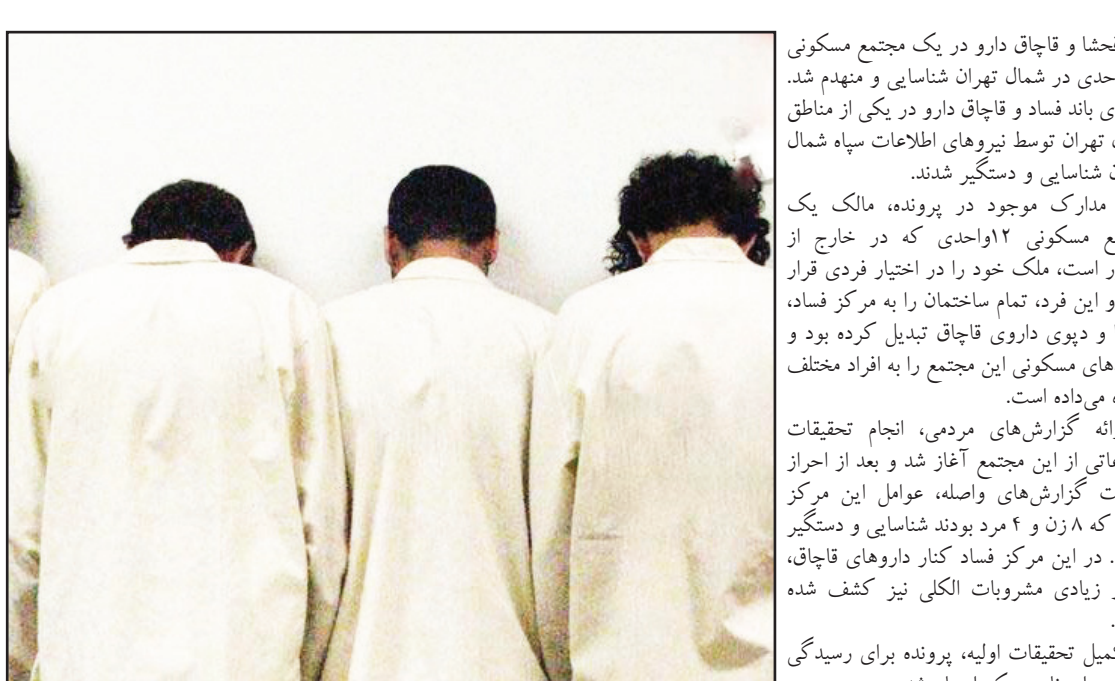 و قاچاق دارو در یک مجتمع مسکونی
در شمال تهران شناسایی و منهدم شد.
باند فساد و قاچاق دارو در یکی از مناطق
تهران توسط نیروهای اطلاعات سپاه شمال
شناسایی و دستگیر شدند.
مدارک موجود در پرونده، مالک یک
مسکونی ۱۲واحدی که در خارج از
است، ملک خود را در اختیار فردی قرار
و این فرد، تمام ساختمان را به مرکز فساد،
و دپوی داروی قاچاق تبدیل کرده بود و
مسکونی این مجتمع را به افراد مختلف
می‌داده است.
گزارش‌های مردمی، انجام تحقیقات
از این مجتمع آغاز شد و بعد از احراز
گزارش‌های واصله، عوامل این مرکز
که ۸ زن و ۴ مرد بودند شناسایی و دستگیر
در این مرکز فساد کنار داروهای قاچاق،
زیادی مشروبات الکلی نیز کشف شده
تحقیقات اولیه، پرونده برای رسیدگی